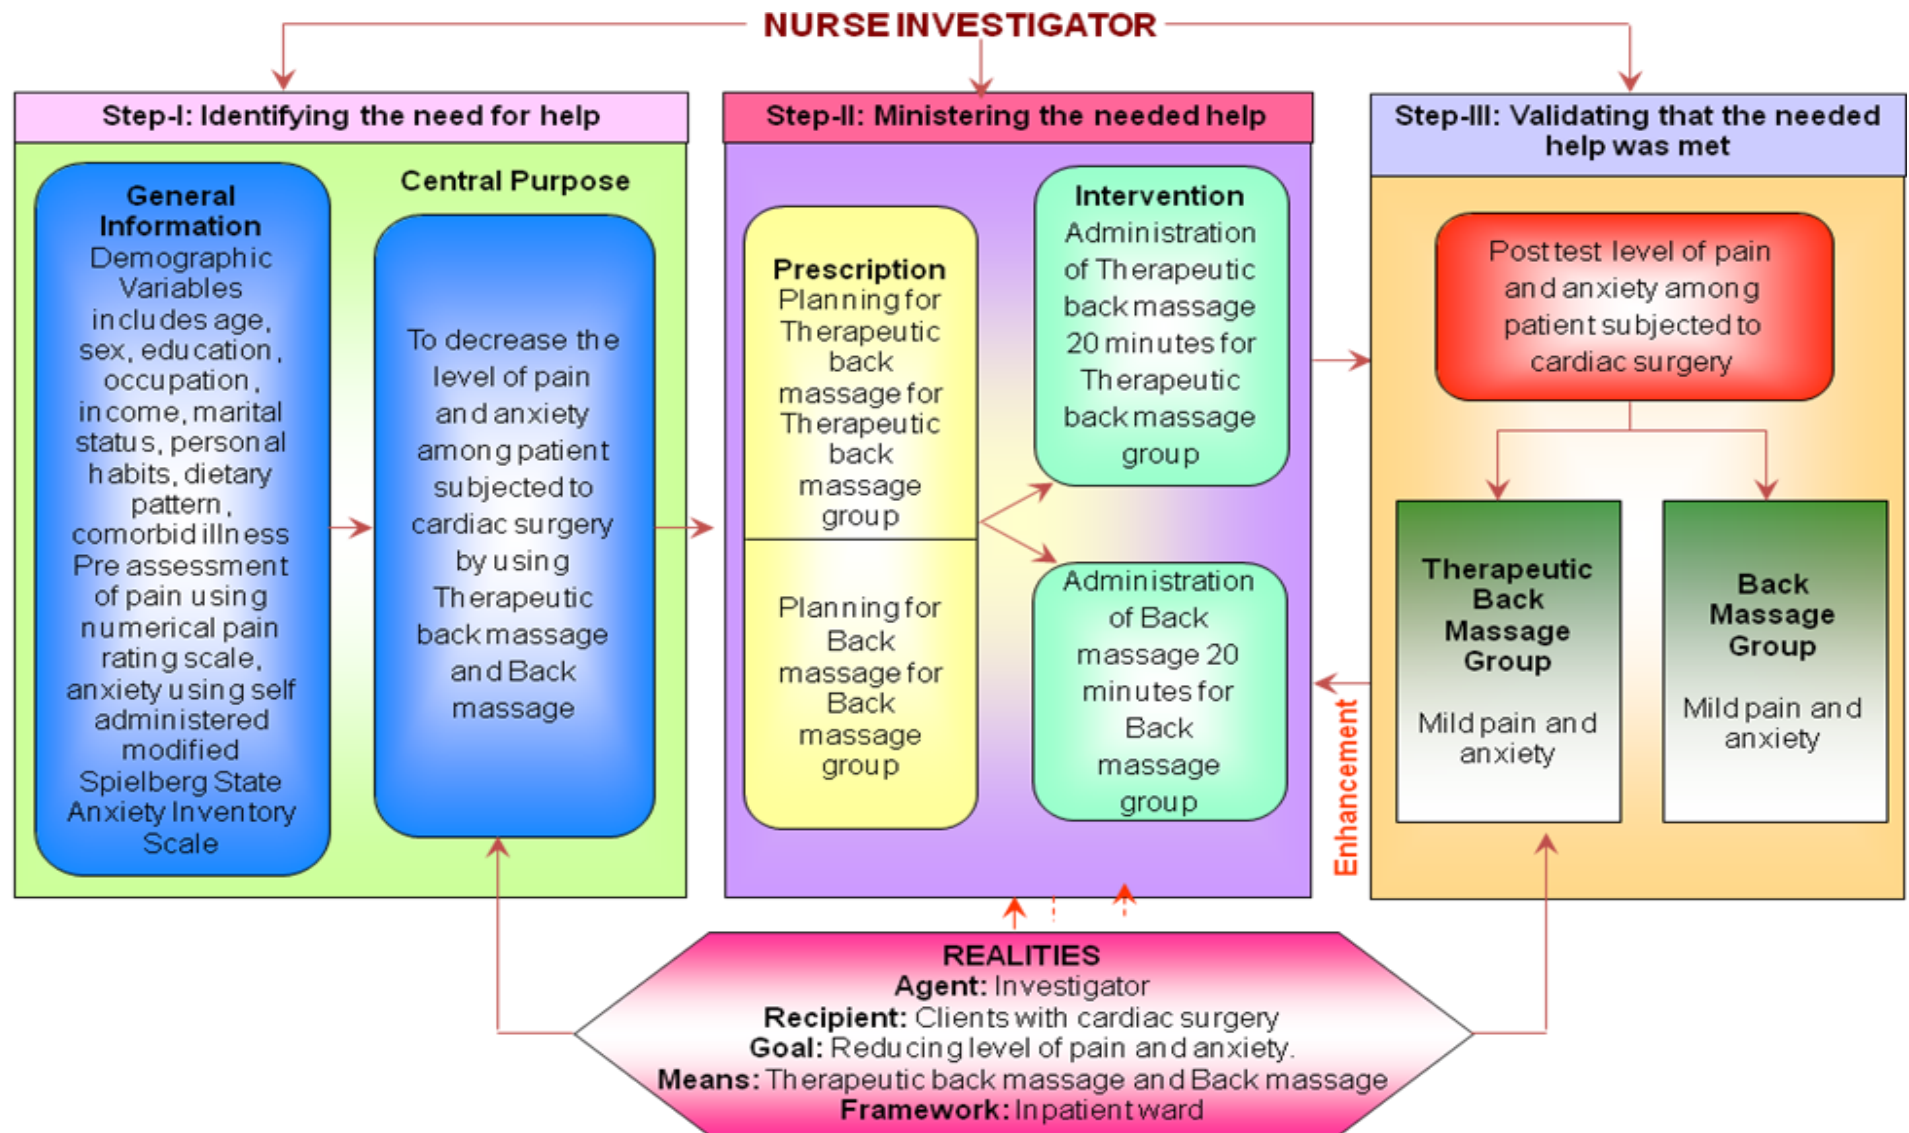 NURSE INVESTIGATOR
Step-I: Identifying the need for help
General
Information
Demographic
Variables
includes age,
sex, education,
occupation,
income, marital
status, personal
habits, dietary
pattern,
comorbid illness
Pre assessment
of pain using
numerical pain
rating scale,
anxiety using self
administered
modified
Spielberg State
Anxiety Inventory
Scale
Central Purpose
To decrease the
level of pain
and anxiety
among patient
subjected to
cardiac surgery
by using
Therapeutic
back massage
and Back
massage
Step-II: Ministering the needed help
Prescription
Planning for
Therapeutic
back
massage for
Therapeutic
back
massage
group
Planning for
Back
massage for
Back
massage
group
Intervention
Administration
of Therapeutic
back massage
20 minutes for
Therapeutic
back massage
group
Administration
of Back
massage 20
minutes for
Back
massage
group
Step-III: Validating that the needed
help was met
Post test level of pain
and anxiety among
patient subjected to
cardiac surgery
Therapeutic
Back
Massage
Group
Mild pain and
anxiety
Back
Massage
Group
Mild pain and
anxiety
Enhancement
REALITIES
Agent: Investigator
Recipient: Clients with cardiac surgery
Goal: Reducing level of pain and anxiety.
Means: Therapeutic back massage and Back massage
Framework: Inpatient ward